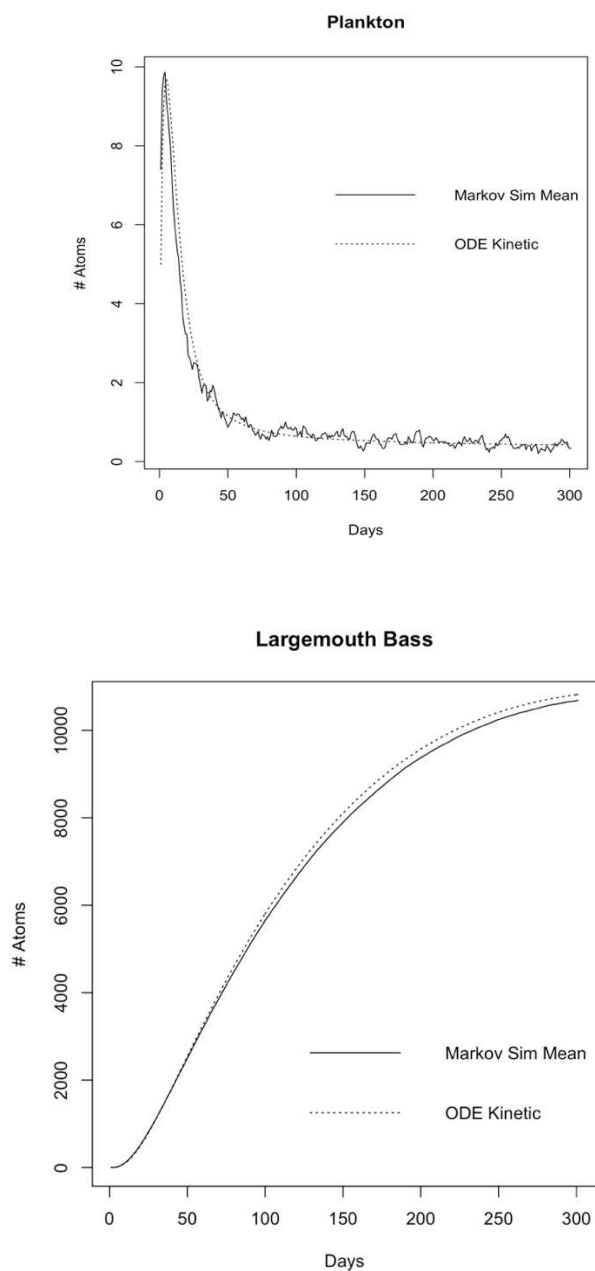 Plankton
10
8
6
4
2
0
# Atoms
Markov Sim Mean
ODE Kinetic
0 50 100 150 200 250 300
Days
Largemouth Bass
10000
8000
6000
4000
2000
0
# Atoms
Markov Sim Mean
ODE Kinetic
0 50 100 150 200 250 300
Days